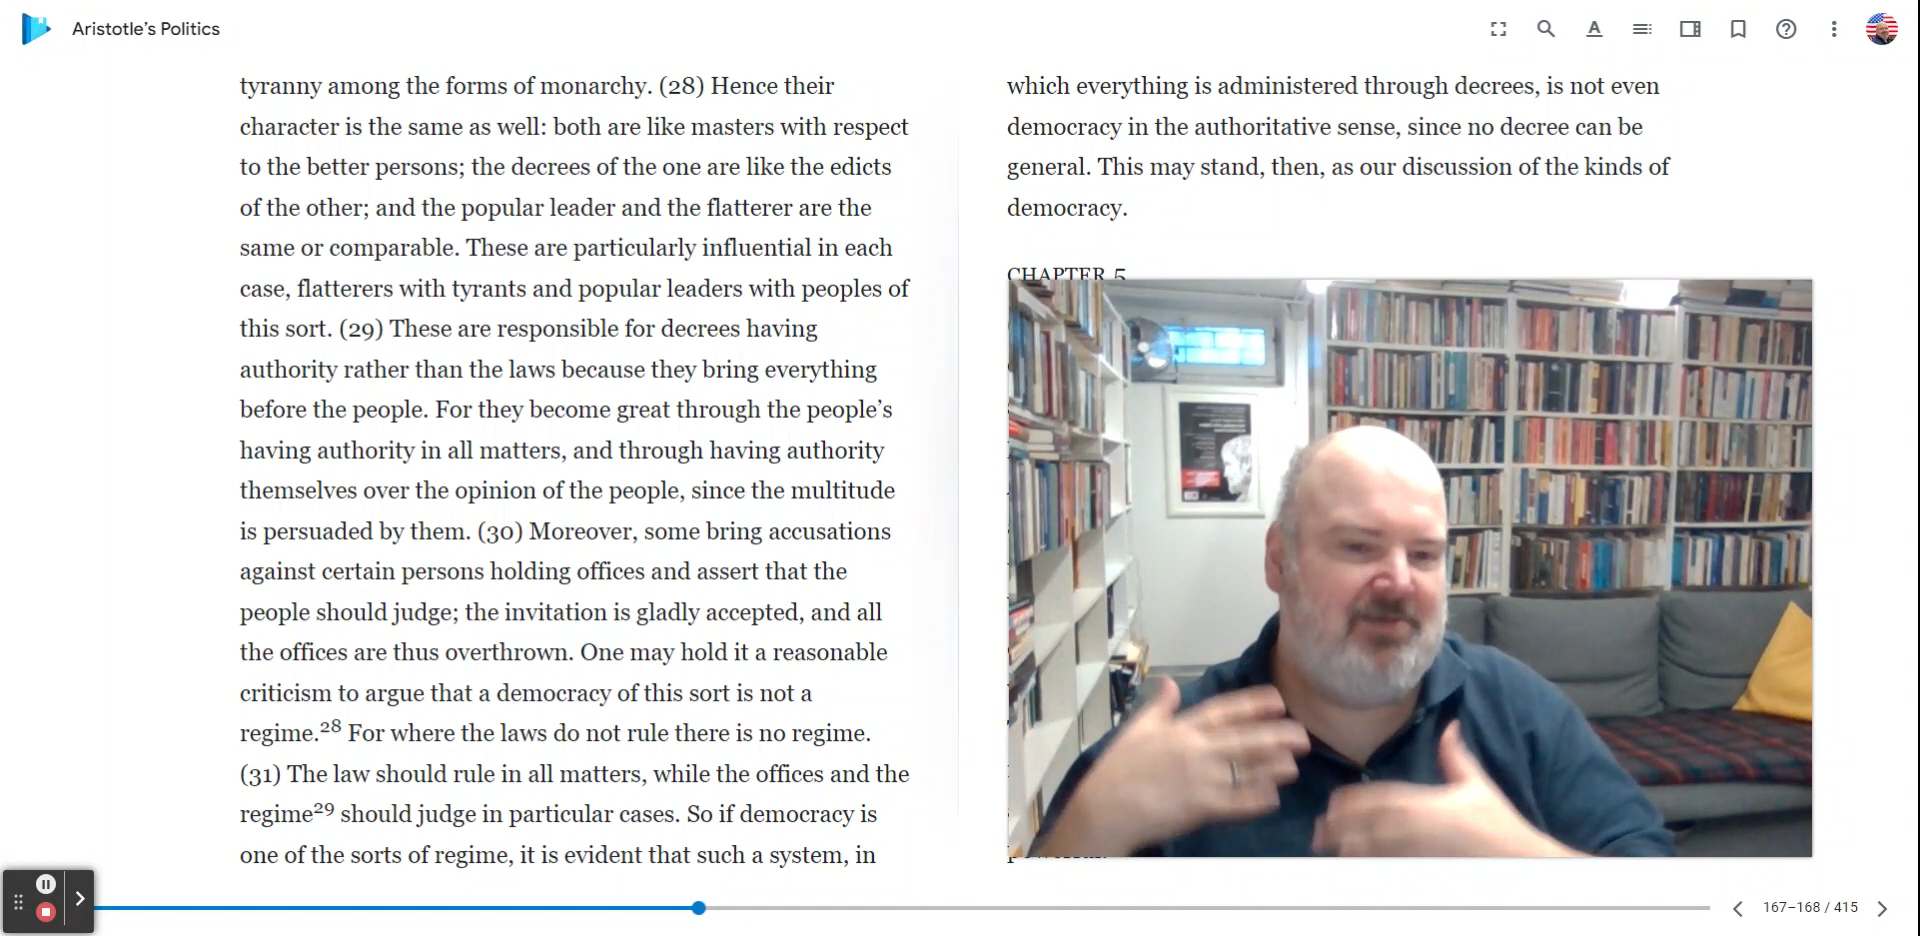 Aristotle’s Politics
tyranny among the forms of monarchy. (28) Hence their
character is the same as well: both are like masters with respect
to the better persons; the decrees of the one are like the edicts
of the other; and the popular leader and the flatterer are the
same or comparable. These are particularly influential in each
case, flatterers with tyrants and popular leaders with peoples of
this sort. (29) These are responsible for decrees having
authority rather than the laws because they bring everything
before the people. For they become great through the people’s
having authority in all matters, and through having authority
themselves over the opinion of the people, since the multitude
is persuaded by them. (30) Moreover, some bring accusations
against certain persons holding offices and assert that the
people should judge; the invitation is gladly accepted, and all
the offices are thus overthrown. One may hold it a reasonable
criticism to argue that a democracy of this sort is not a
regime.²⁸ For where the laws do not rule there is no regime.
(31) The law should rule in all matters, while the offices and the
regime²⁹ should judge in particular cases. So if democracy is
one of the sorts of regime, it is evident that such a system, in
which everything is administered through decrees, is not even
democracy in the authoritative sense, since no decree can be
general. This may stand, then, as our discussion of the kinds of
democracy.
CHAPTER 5
167–168 / 415